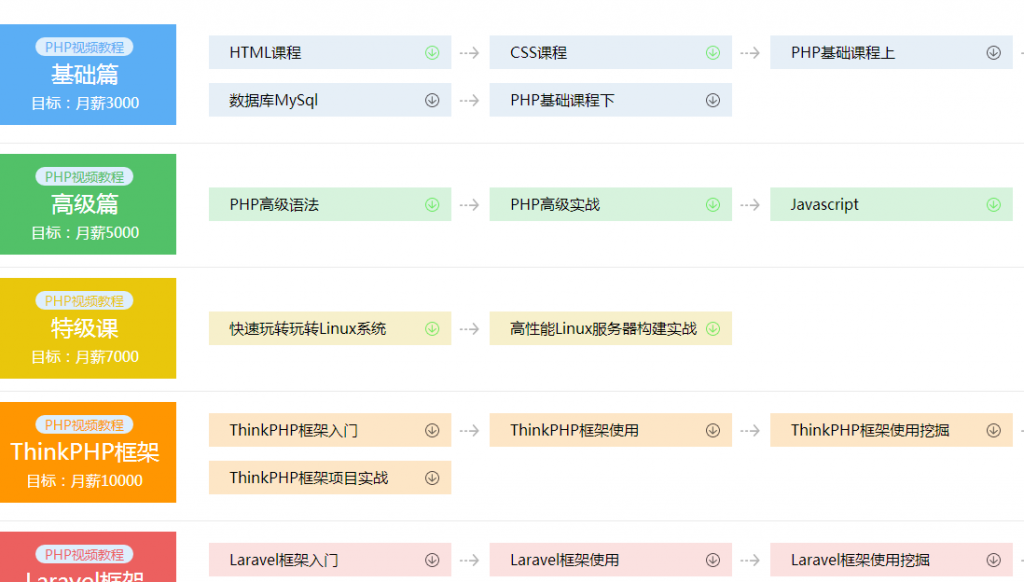 PHP视频教程
基础篇
目标：月薪3000
HTML课程
CSS课程
PHP基础课程上
数据库MySql
PHP基础课程下
PHP视频教程
高级篇
目标：月薪5000
PHP高级语法
PHP高级实战
Javascript
PHP视频教程
特级课
目标：月薪7000
快速玩转玩转Linux系统
高性能Linux服务器构建实战
PHP视频教程
ThinkPHP框架
目标：月薪10000
ThinkPHP框架入门
ThinkPHP框架使用
ThinkPHP框架使用挖掘
ThinkPHP框架项目实战
PHP视频教程
Laravel框架
Laravel框架入门
Laravel框架使用
Laravel框架使用挖掘